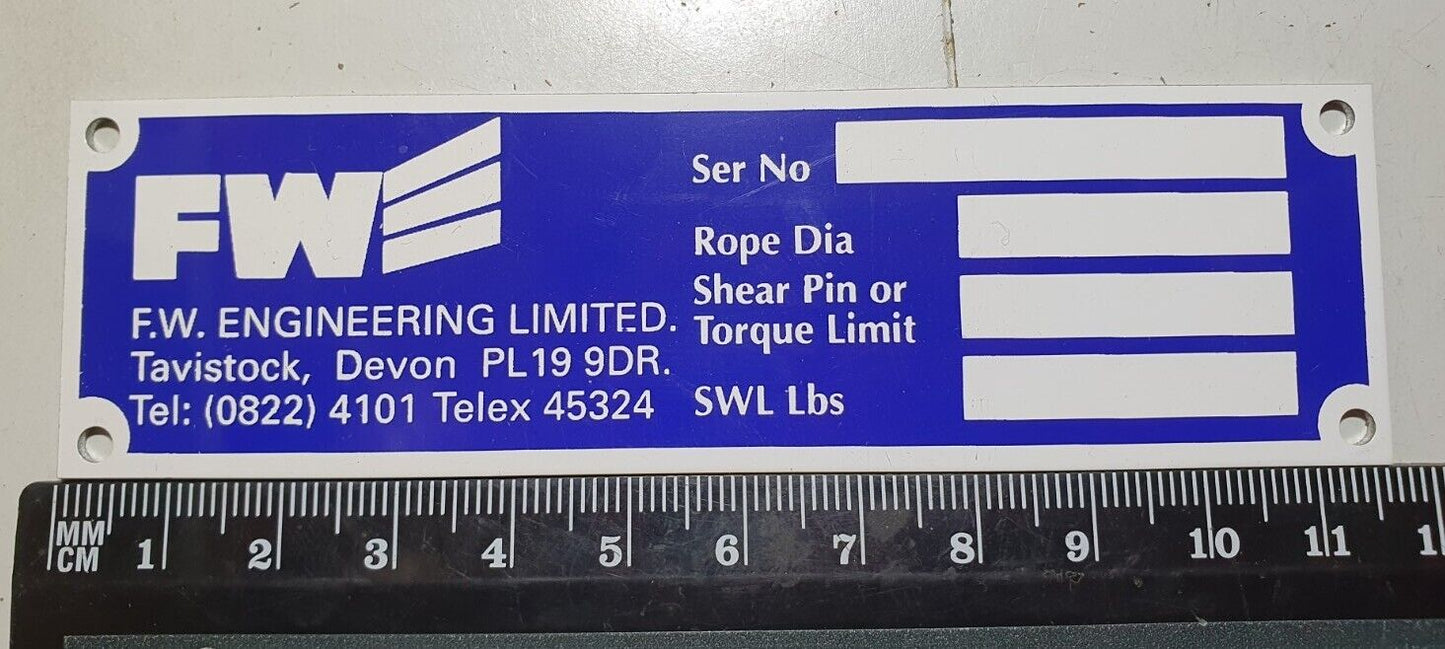 FW
F.W. ENGINEERING LIMITED.
Tavistock, Devon PL19 9DR.
Tel: (0822) 4101 Telex 45324
Ser No
Rope Dia
Shear Pin or
Torque Limit
SWL Lbs
MM
CM 1 2 3 4 5 6 7 8 9 10 11